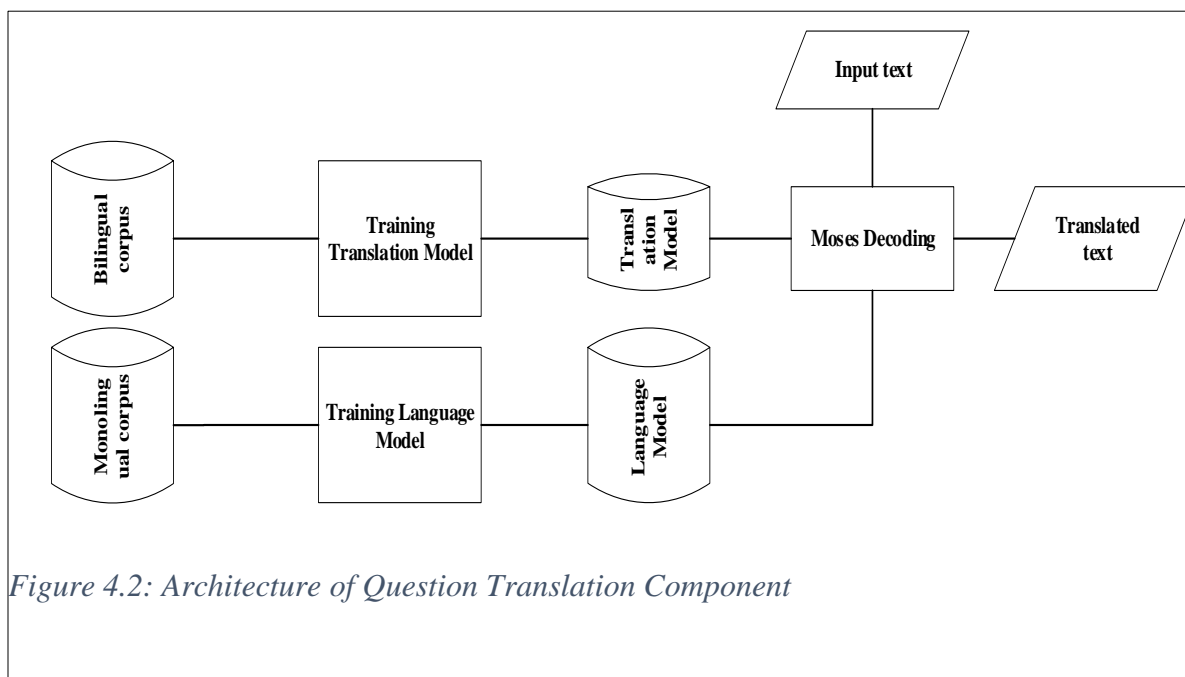 Input text
Bilingual
corpus
Training
Translation Model
Transl
ation
Model
Moses Decoding
Translated
text
Monoling
ual corpus
Training Language
Model
Language
Model
Figure 4.2: Architecture of Question Translation Component